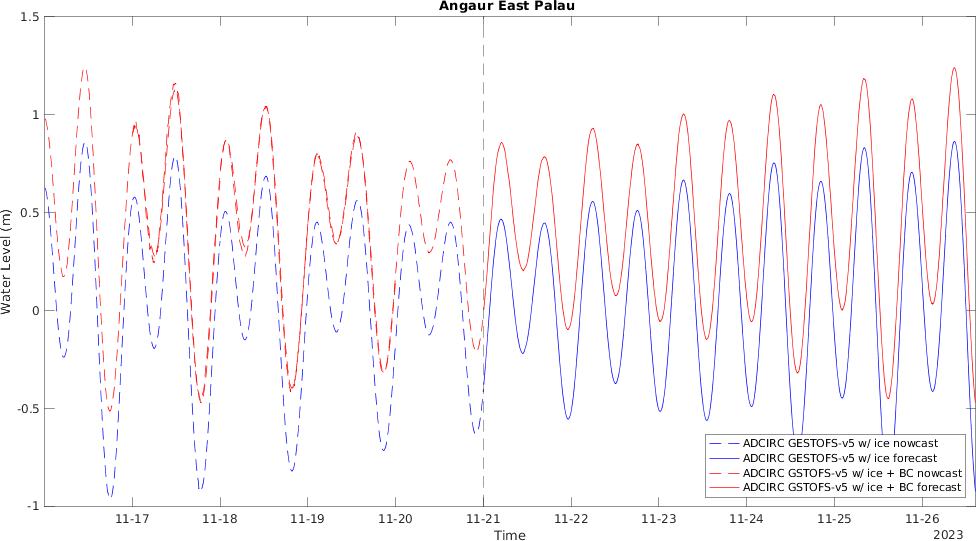 Angaur East Palau
1.5
1
0.5
0
-0.5
-1
Water Level (m)
ADCIRC GESTOFS-v5 w/ ice nowcast
ADCIRC GESTOFS-v5 w/ ice forecast
ADCIRC GSTOFS-v5 w/ ice + BC nowcast
ADCIRC GSTOFS-v5 w/ ice + BC forecast
11-17 11-18 11-19 11-20 11-21 11-22 11-23 11-24 11-25 11-26
Time
2023